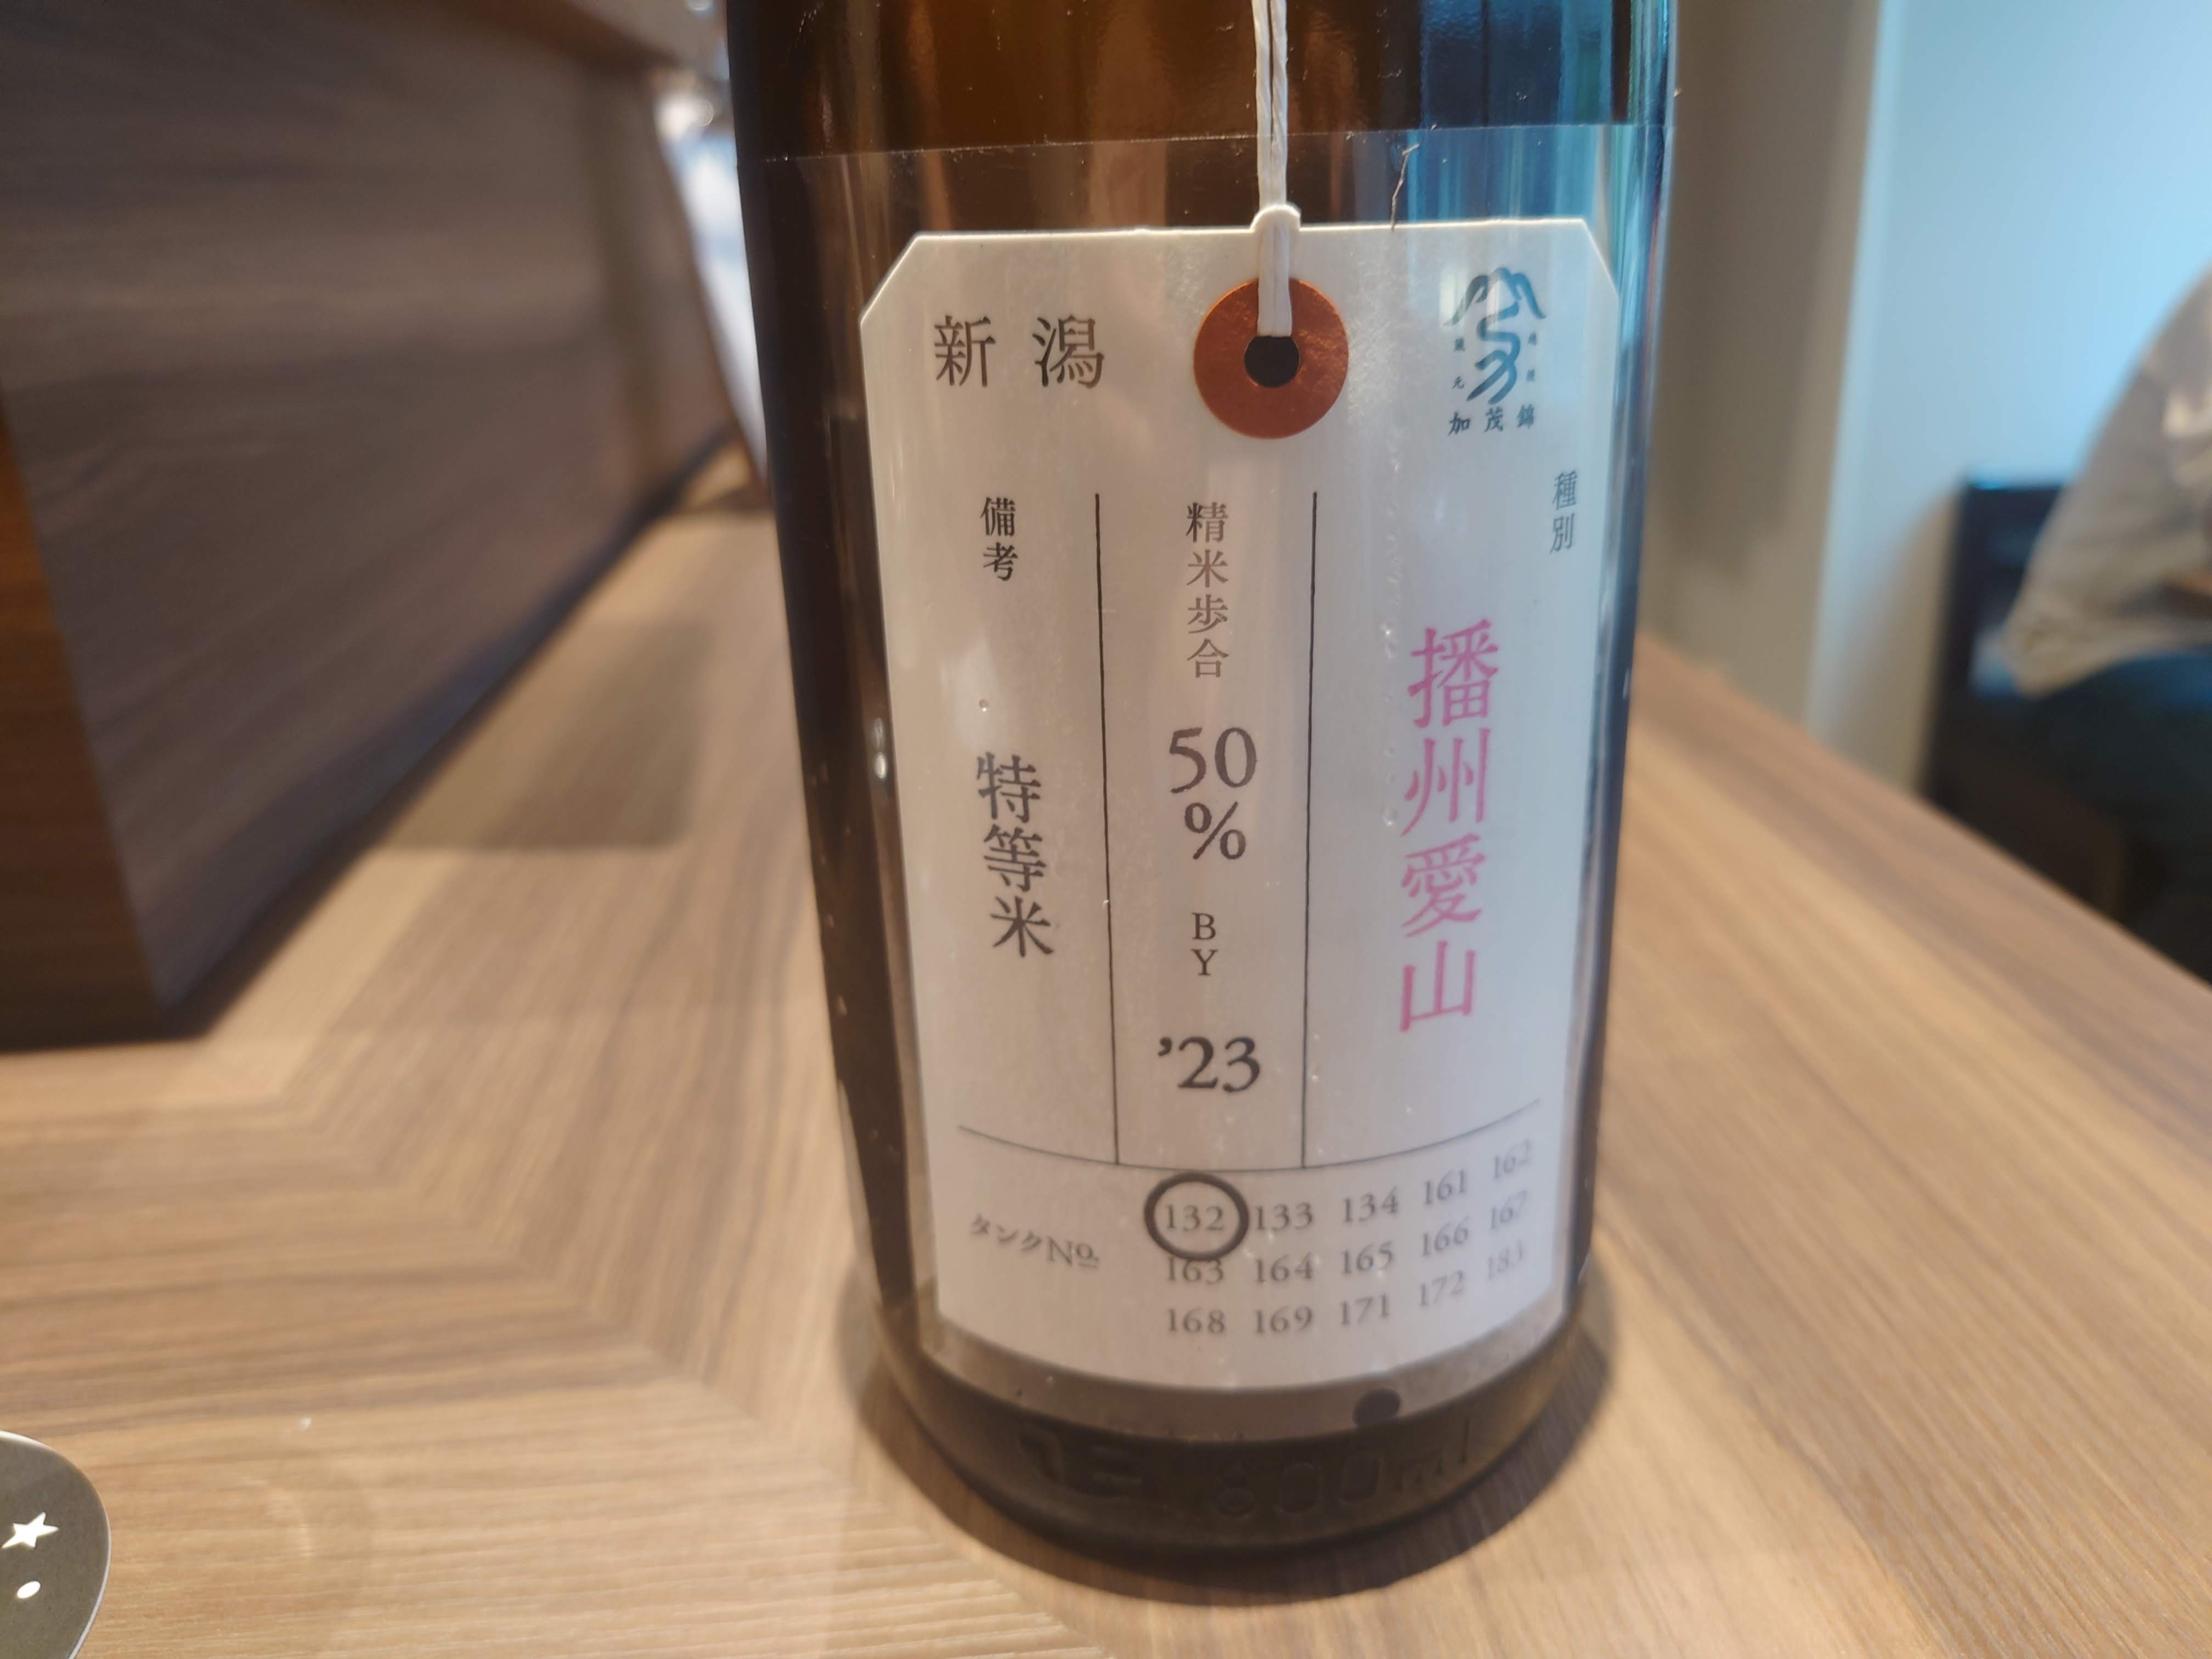 新潟
加茂錦
種別
播州愛山
精米歩合
50
%
BY
'23
備考
特等米
タンクNo.
132 133 134 161 162
163 164 165 166 167
168 169 171 172 183
1.800ml